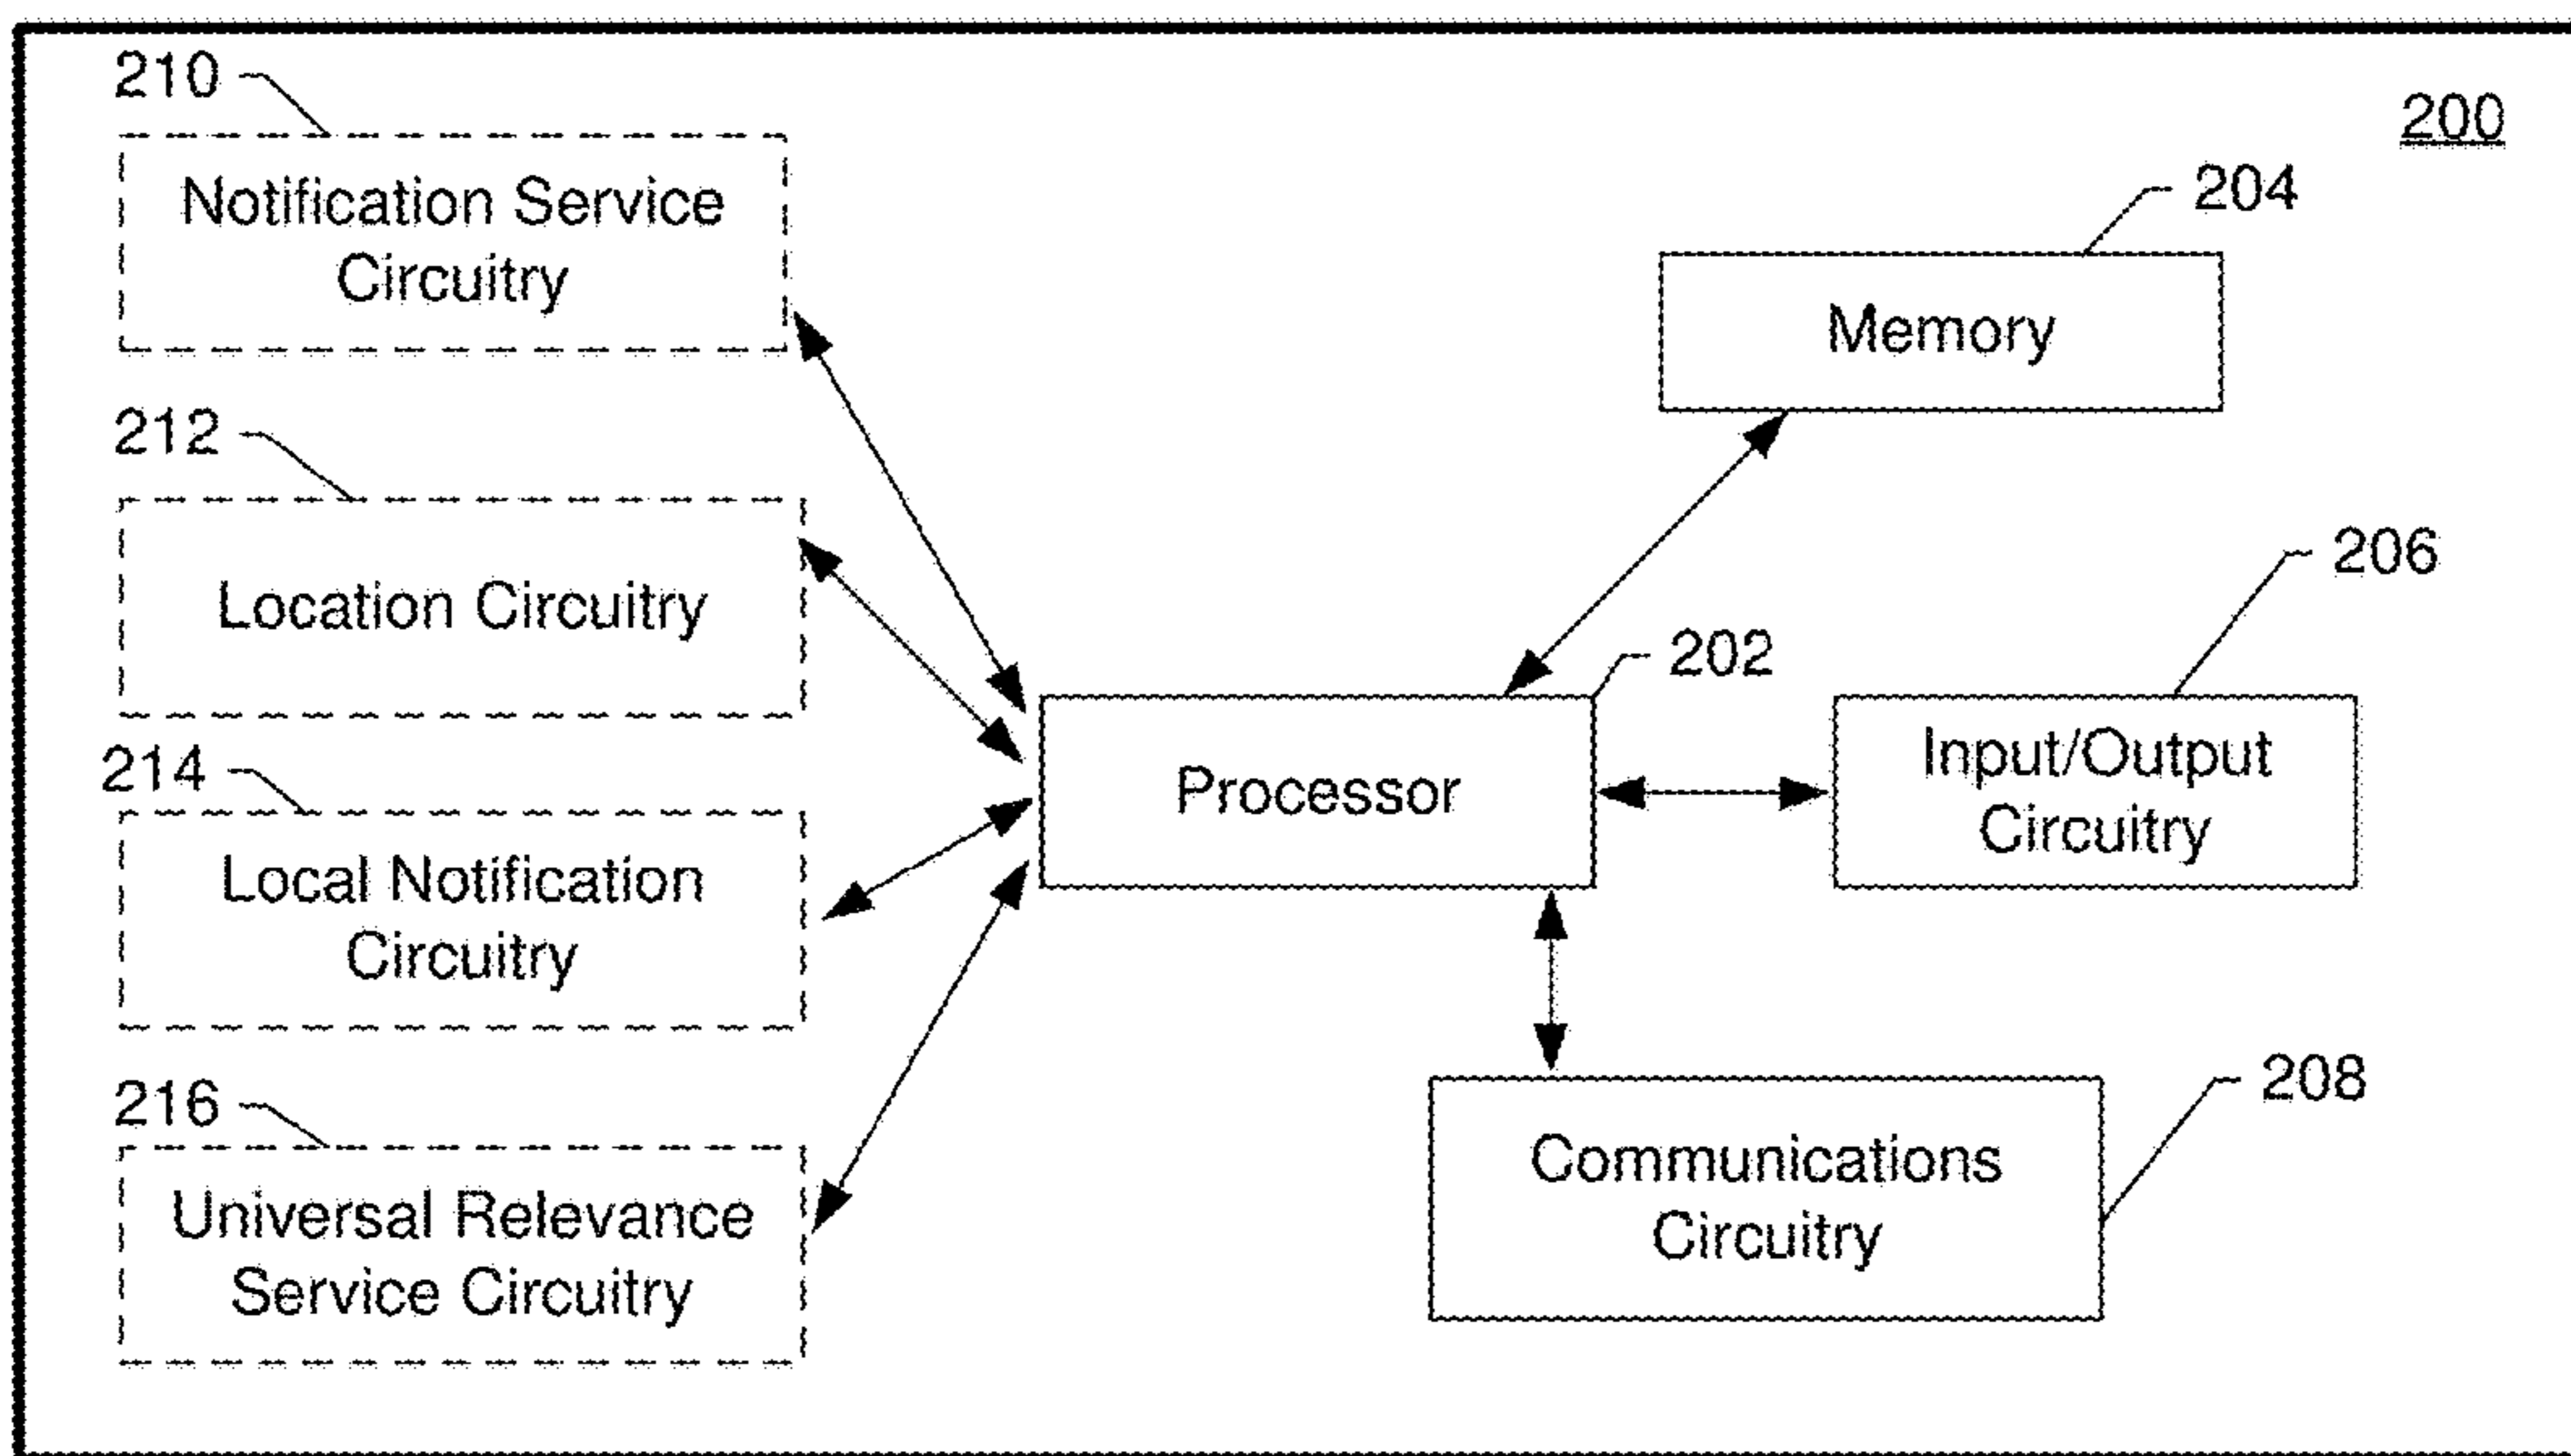 210
200
Notification Service
Circuitry
204
Memory
212
Location Circuitry
206
202
214
Processor
Input/Output
Circuitry
Local Notification
Circuitry
216
208
Universal Relevance
Service Circuitry
Communications
Circuitry